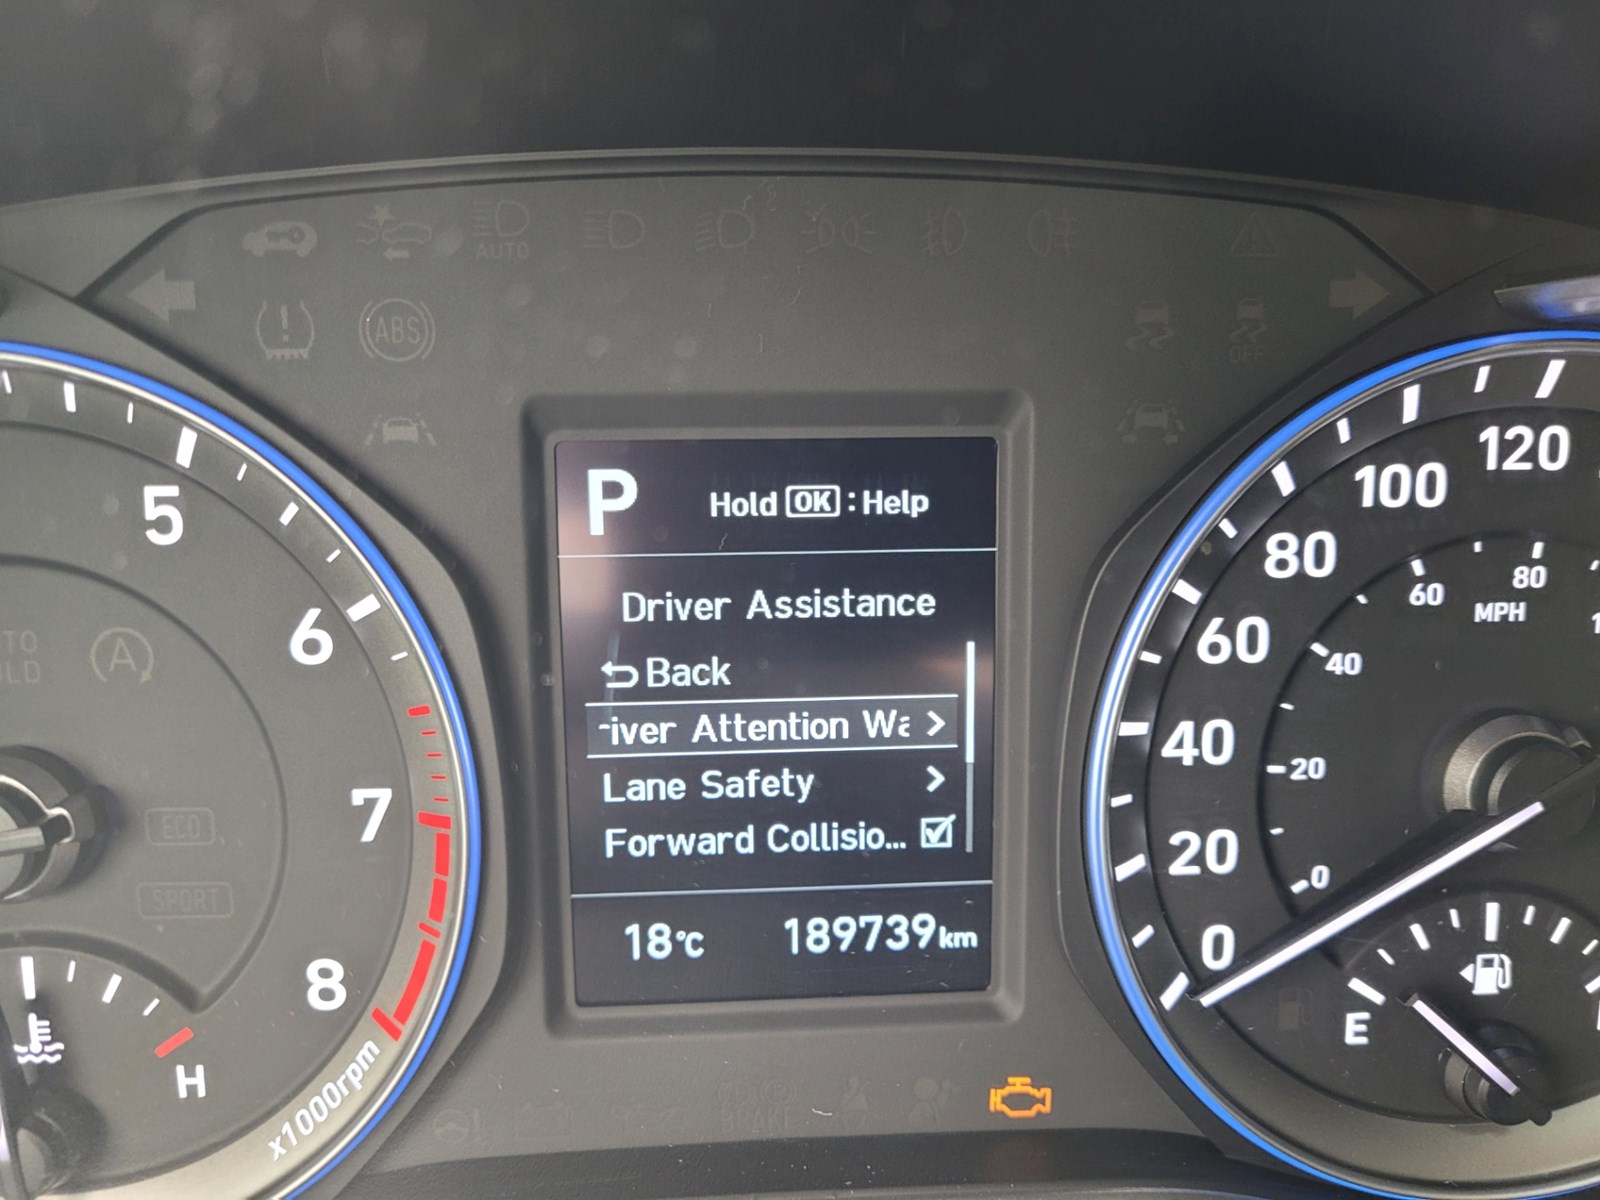 AUTO
ABS
OFF
P Hold OK : Help
Driver Assistance
Back
iver Attention Wa
Lane Safety
Forward Collisio...
18°C 189739km
5
6
7
8
x1000rpm
ECO
SPORT
A
H
120
100
80
60
40
20
0
80
60
MPH
40
20
0
E